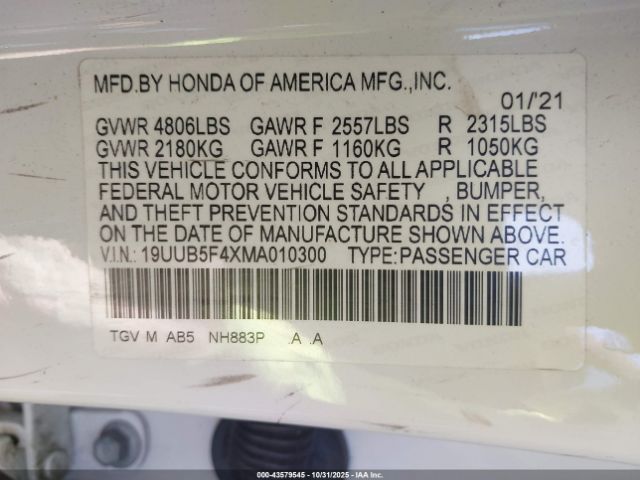 MFD.BY HONDA OF AMERICA MFG.,INC.
01/'21
GVWR 4806LBS GAWR F 2557LBS R 2315LBS
GVWR 2180KG GAWR F 1160KG R 1050KG
THIS VEHICLE CONFORMS TO ALL APPLICABLE
FEDERAL MOTOR VEHICLE SAFETY , BUMPER,
AND THEFT PREVENTION STANDARDS IN EFFECT
ON THE DATE OF MANUFACTURE SHOWN ABOVE.
V.I.N.: 19UUB5F4XMA010300 TYPE:PASSENGER CAR
TGV M AB5 NH883P .A .A
000-43579545 - 10/31/2025 - IAA Inc.